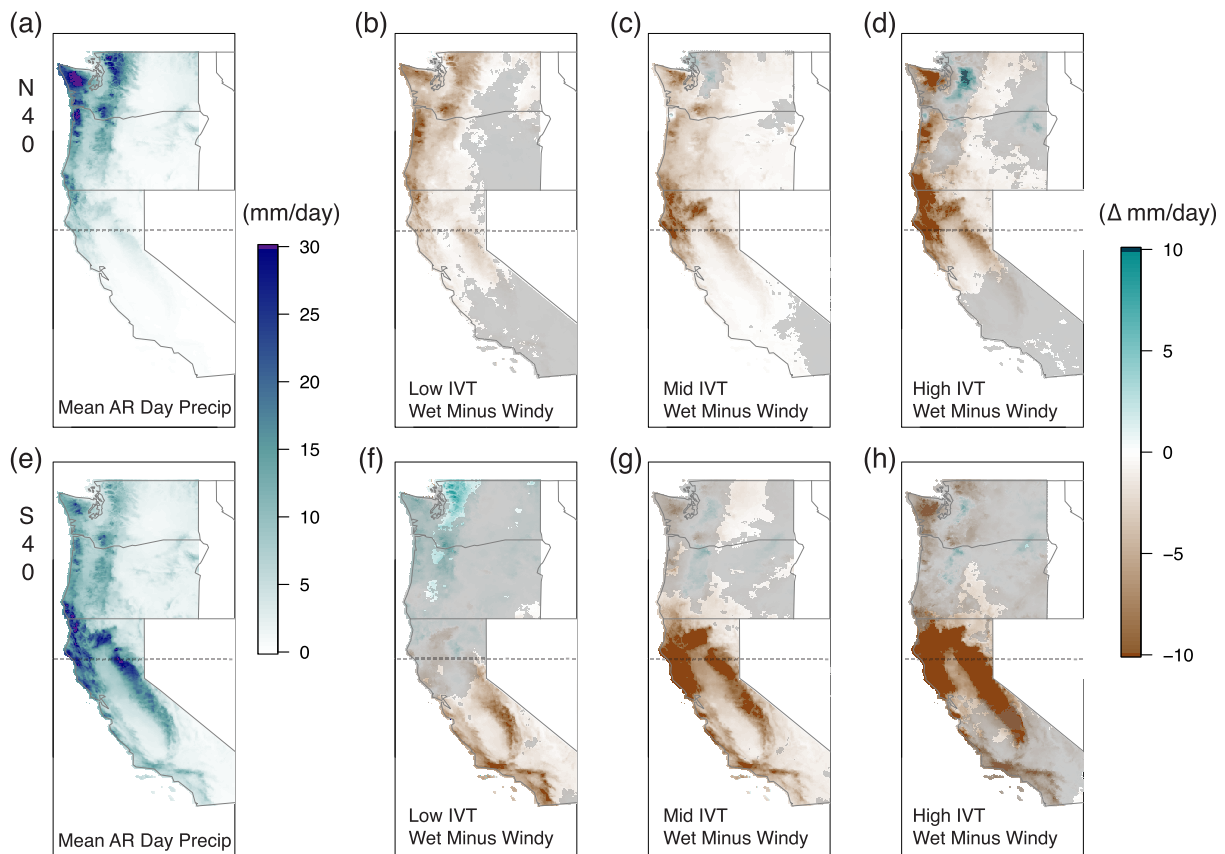 (a)
(b)
(c)
(d)
N
4
0
(mm/day)
30
25
20
15
10
5
0
(Δ mm/day)
10
5
0
−5
−10
Mean AR Day Precip
Low IVT
Wet Minus Windy
Mid IVT
Wet Minus Windy
High IVT
Wet Minus Windy
(e)
(f)
(g)
(h)
S
4
0
Mean AR Day Precip
Low IVT
Wet Minus Windy
Mid IVT
Wet Minus Windy
High IVT
Wet Minus Windy